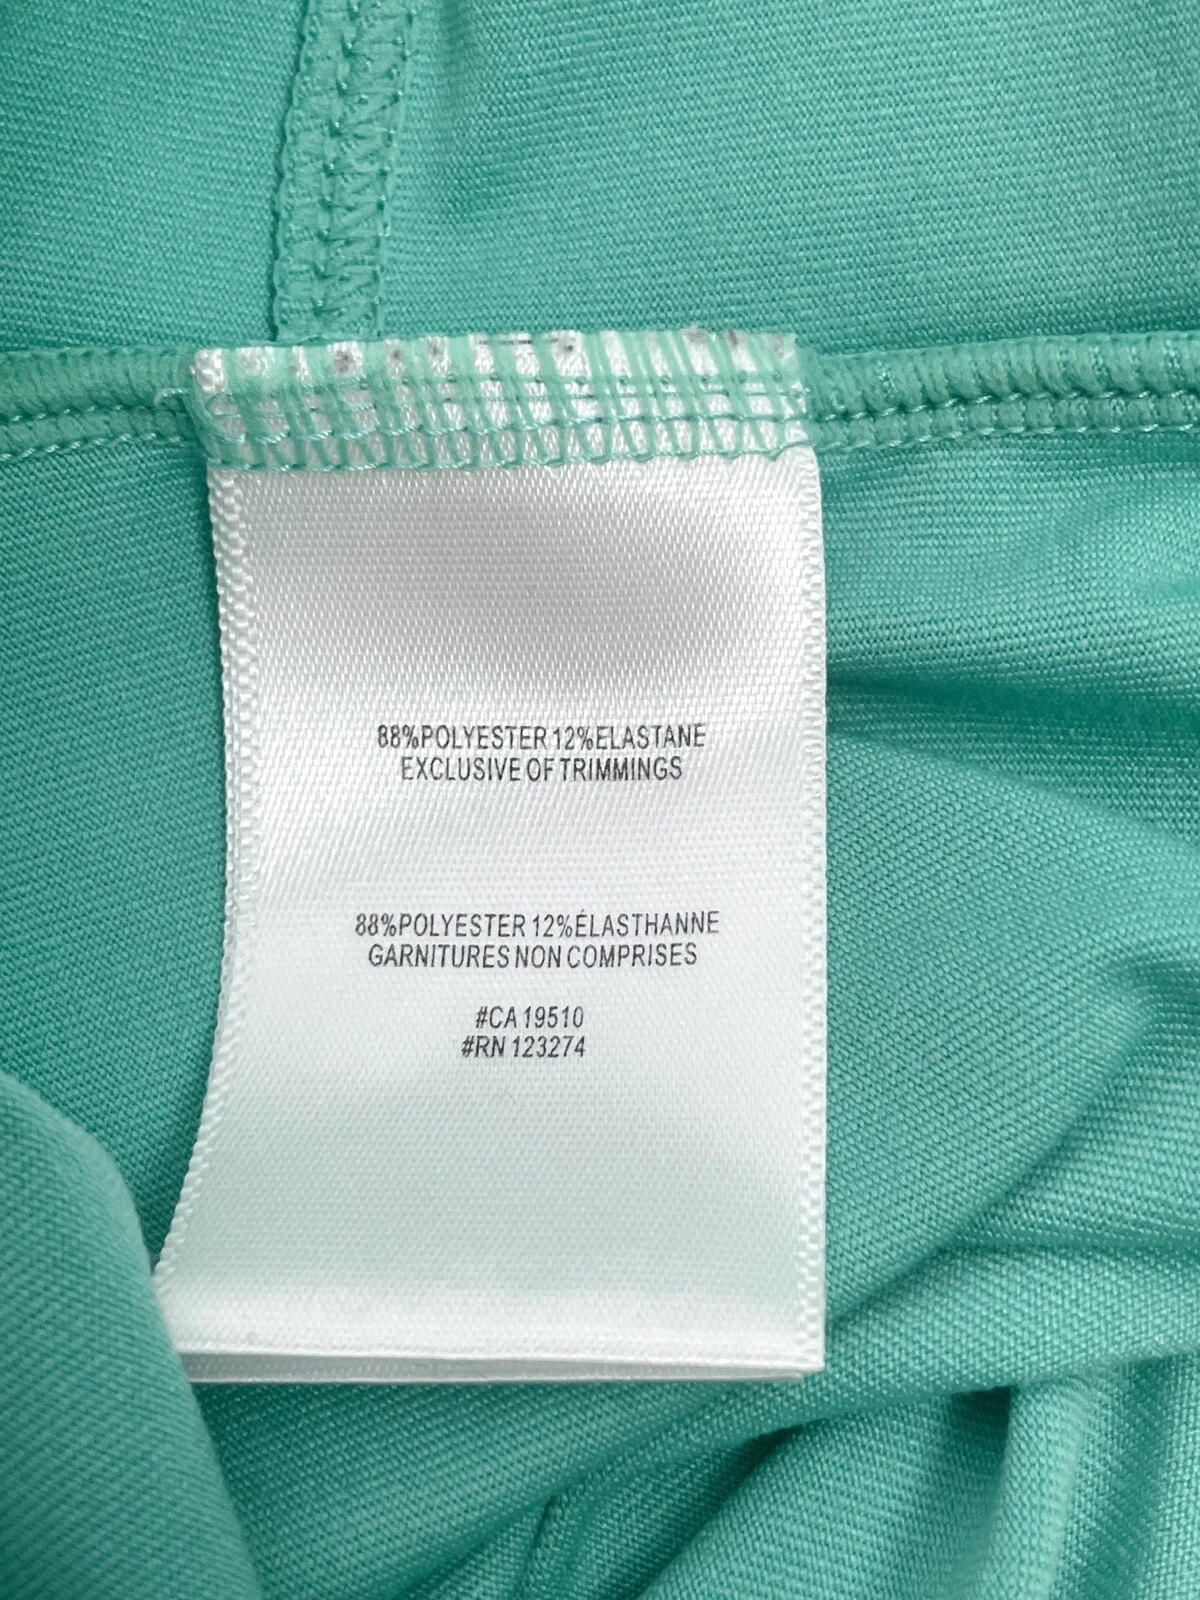 88%POLYESTER 12%ELASTANE
EXCLUSIVE OF TRIMMINGS
88%POLYESTER 12%ÉLASTHANNE
GARNITURES NON COMPRISES
#CA 19510
#RN 123274